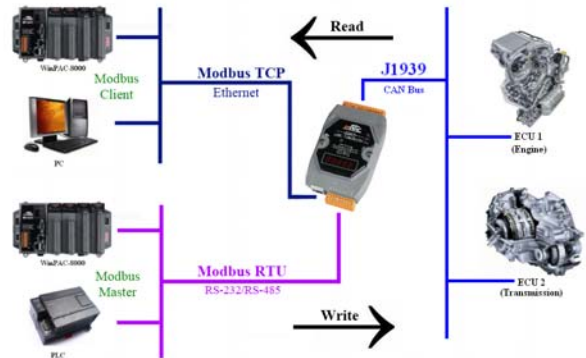 Read
WinPAC-8000
Modbus
Client
Modbus TCP
Ethernet
J1939
CAN Bus
PC
ECU 1
(Engine)
WinPAC-8000
Modbus
Master
Modbus RTU
RS-232/RS-485
ECU 2
(Transmission)
Write
PLC